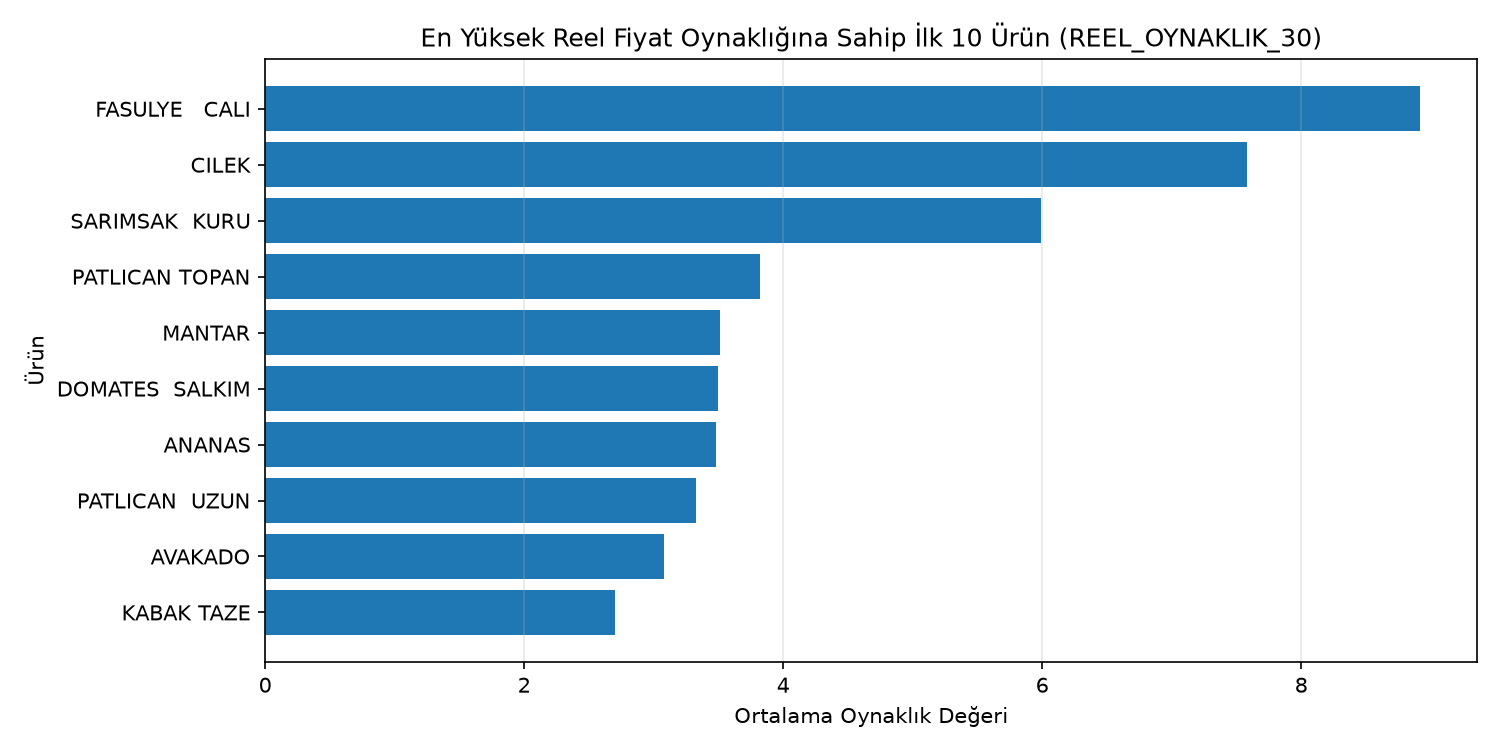 En Yüksek Reel Fiyat Oynaklığına Sahip İlk 10 Ürün (REEL_OYNAKLIK_30)
Ürün
FASULYE   CALI
CILEK
SARIMSAK  KURU
PATLICAN TOPAN
MANTAR
DOMATES  SALKIM
ANANAS
PATLICAN  UZUN
AVAKADO
KABAK TAZE
0 2 4 6 8
Ortalama Oynaklık Değeri